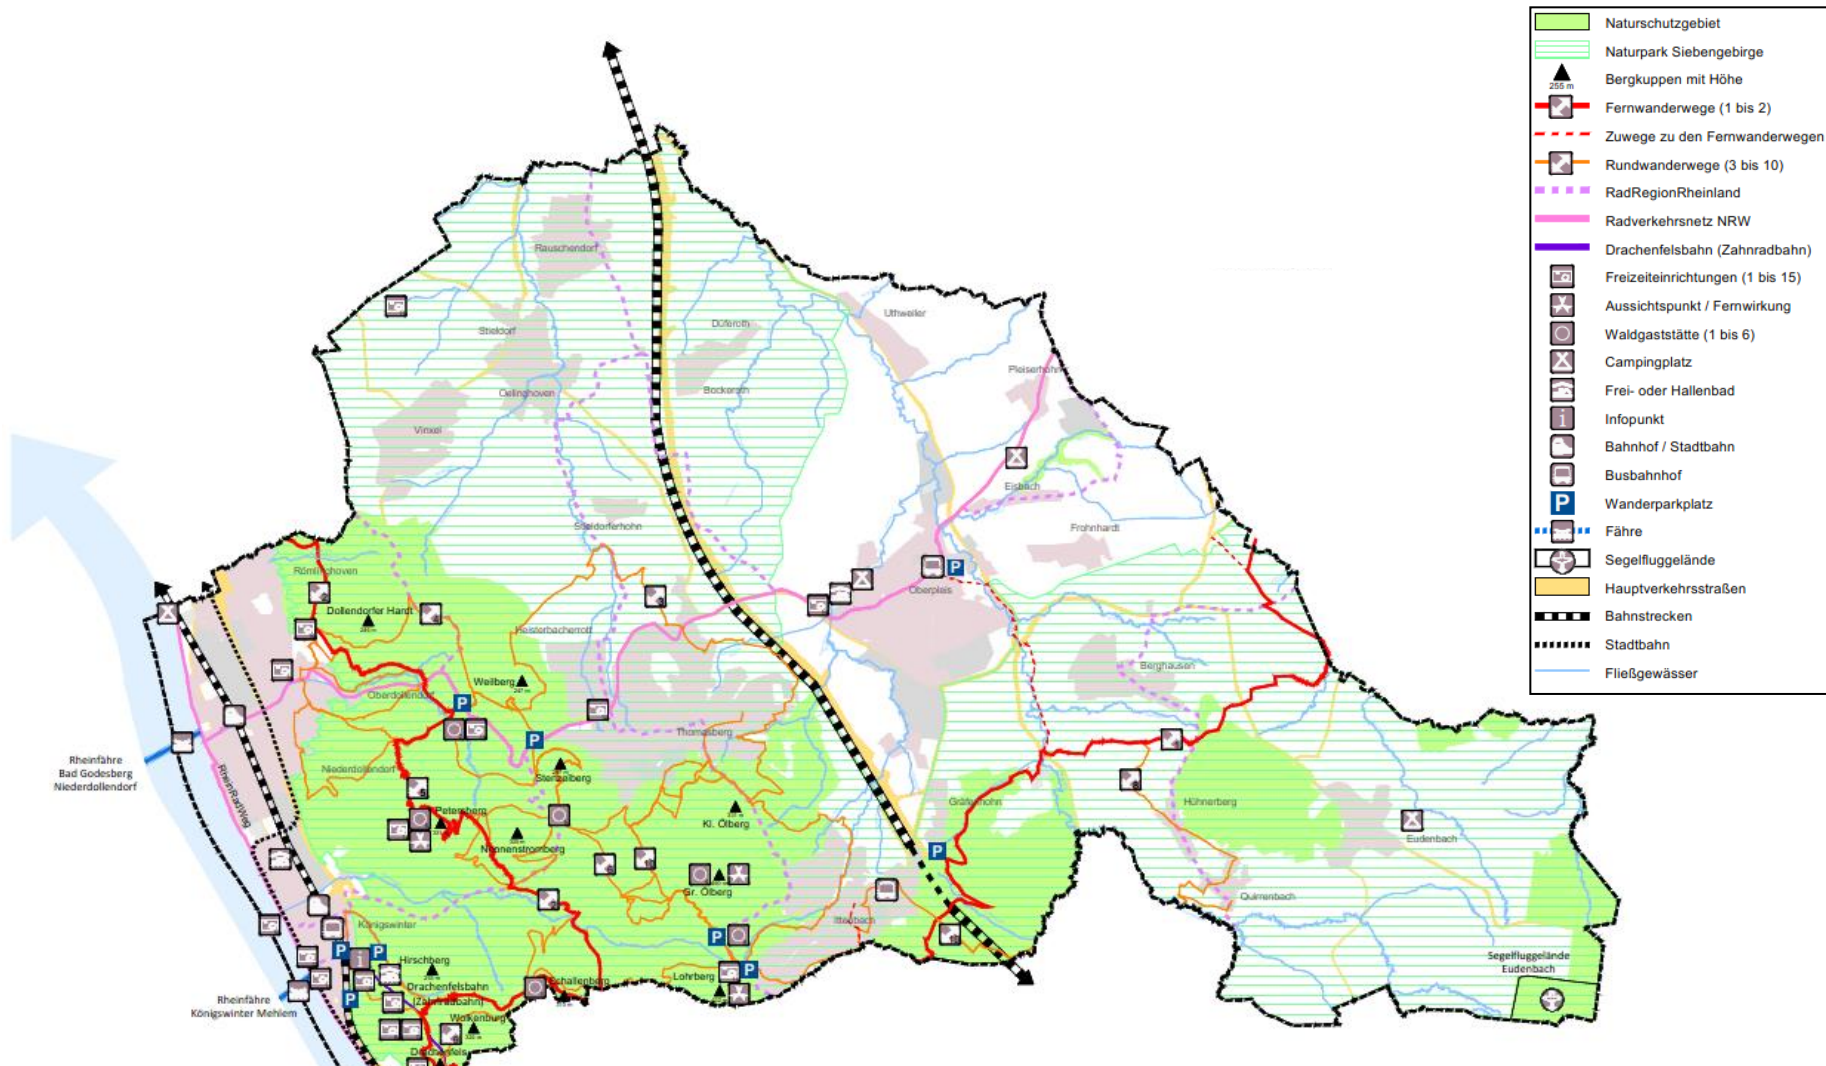 Naturschutzgebiet
Naturpark Siebengebirge
255 m
Bergkuppen mit Höhe
Fernwanderwege (1 bis 2)
Zuwege zu den Fernwanderwegen
Rundwanderwege (3 bis 10)
RadRegionRheinland
Radverkehrsnetz NRW
Drachenfelsbahn (Zahnradbahn)
Freizeiteinrichtungen (1 bis 15)
Aussichtspunkt / Fernwirkung
Waldgaststätte (1 bis 6)
Campingplatz
Frei- oder Hallenbad
i
Infopunkt
Bahnhof / Stadtbahn
Busbahnhof
P
Wanderparkplatz
Fähre
Segelfluggelände
Hauptverkehrsstraßen
Bahnstrecken
Stadtbahn
Fließgewässer
Rauschendorf
Stieldorf
Düferoth
Uthweiler
Bockeroth
Pleiserhohn
Oelinghoven
Vinxel
Eisbach
Stieldorferhohn
Frohnhardt
Römlinghoven
P
Oberpleis
Dollendorfer Hardt
Heisterbacherrott
Berghausen
Weilberg
Oberdollendorf
P
Thomasberg
P
Rheinfähre
Bad Godesberg
Niederdollendorf
Niederdollendorf
RheinRadWeg
Stenzelberg
Petersberg
Kl. Ölberg
Gräfenhohn
Hühnerberg
Nonnenstromberg
Eudenbach
P
Gr. Ölberg
Quirrenbach
Ittenbach
Königswinter
P
P
P
i
Hirschberg
Lohrberg
P
Schallenberg
Segelfluggelände
Eudenbach
Drachenfelsbahn
(Zahnradbahn)
P
Rheinfähre
Königswinter Mehlem
Wolkenburg
Drachenfels